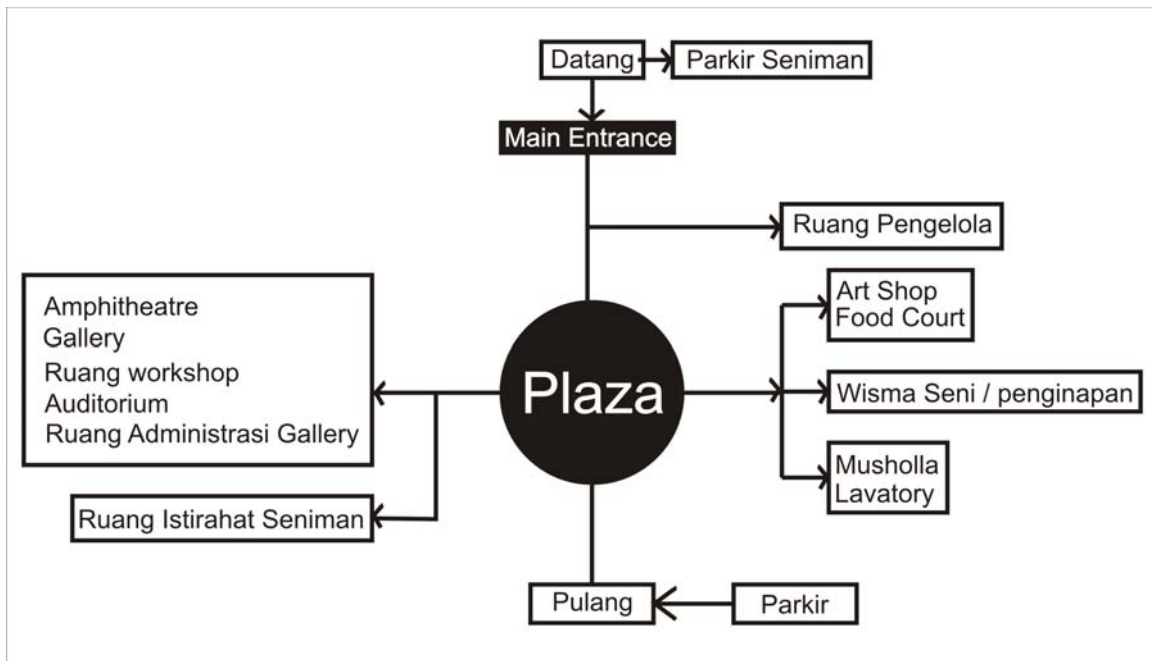 Datang
Parkir Seniman
Main Entrance
Ruang Pengelola
Amphitheatre
Gallery
Ruang workshop
Auditorium
Ruang Administrasi Gallery
Ruang Istirahat Seniman
Plaza
Art Shop
Food Court
Wisma Seni / penginapan
Musholla
Lavatory
Pulang
Parkir